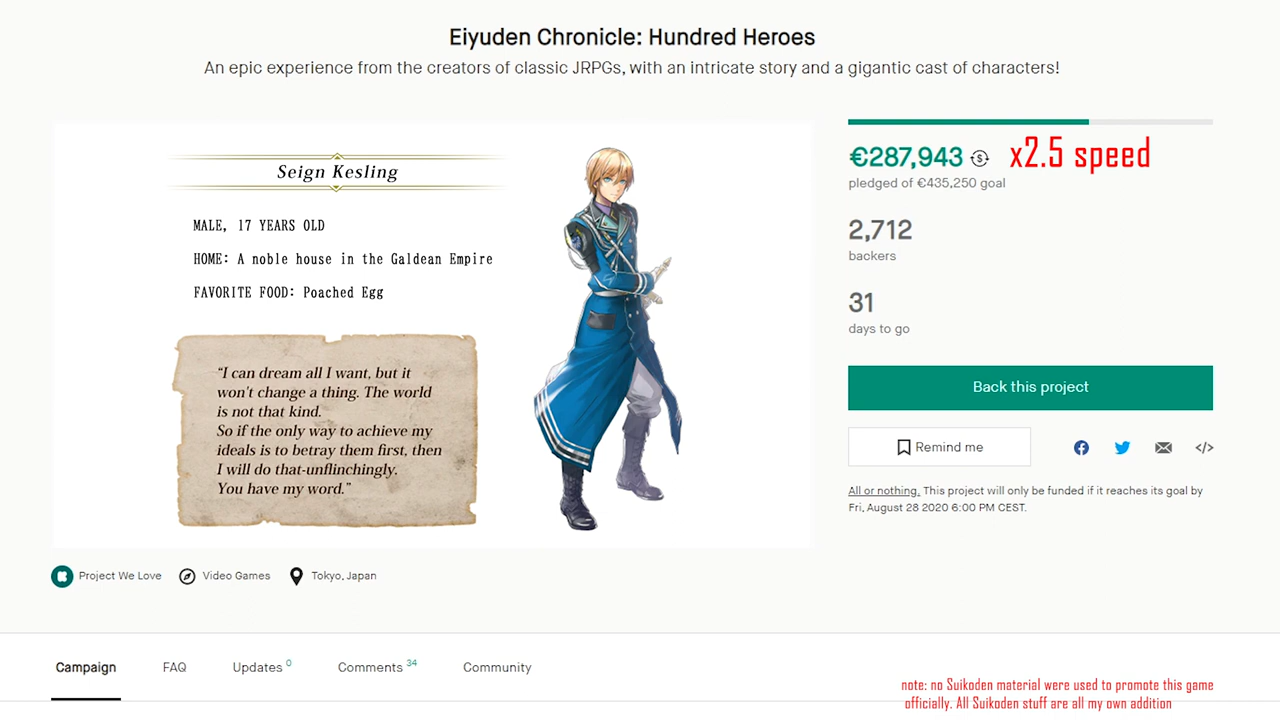 Eiyuden Chronicle: Hundred Heroes
An epic experience from the creators of classic JRPGs, with an intricate story and a gigantic cast of characters!
Seign Kesling
MALE, 17 YEARS OLD
HOME: A noble house in the Galdean Empire
FAVORITE FOOD: Poached Egg
“I can dream all I want, but it
won't change a thing. The world
is not that kind.
So if the only way to achieve my
ideals is to betray them first, then
I will do that-unflinchingly.
You have my word.”
€287,943
x2.5 speed
pledged of €435,250 goal
2,712
backers
31
days to go
Back this project
Remind me
All or nothing. This project will only be funded if it reaches its goal by
Fri, August 28 2020 6:00 PM CEST.
Project We Love
Video Games
Tokyo, Japan
Campaign
FAQ
Updates 0
Comments 34
Community
note: no Suikoden material were used to promote this game
officially. All Suikoden stuff are all my own addition